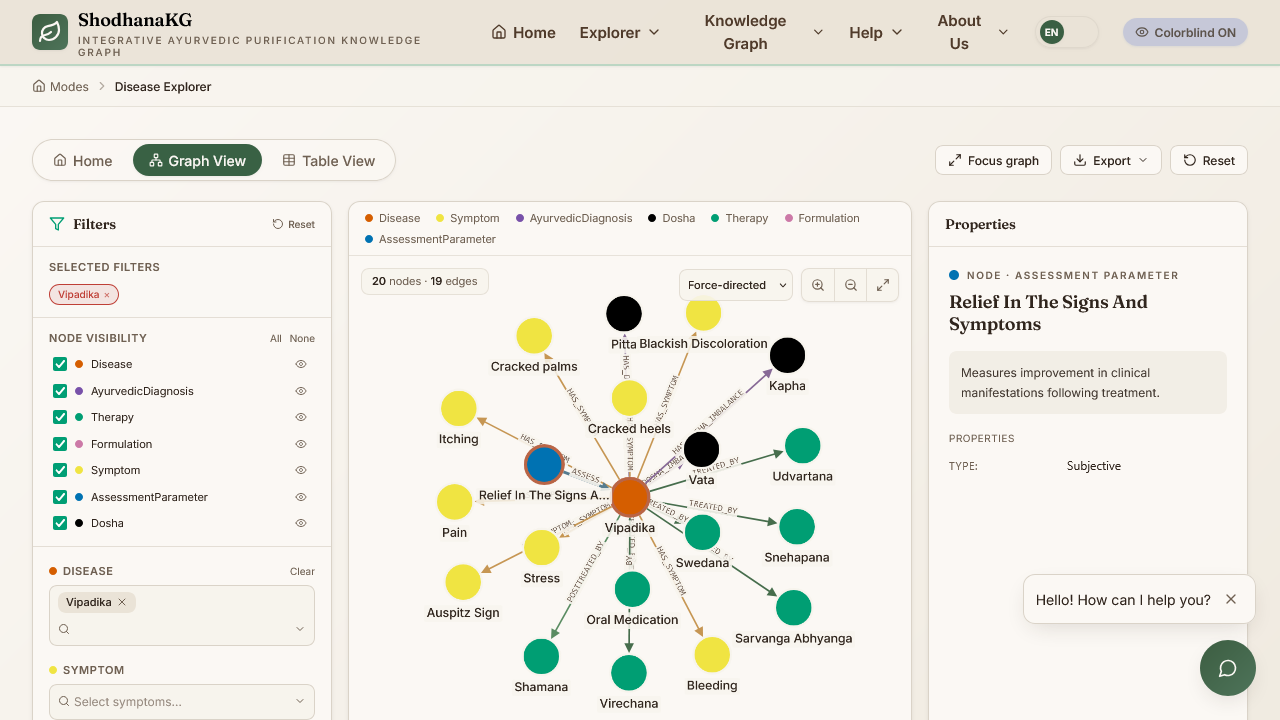 ShodhanaKG
INTEGRATIVE AYURVEDIC PURIFICATION KNOWLEDGE
GRAPH
Home
Explorer
Knowledge
Graph
Help
About
Us
EN
Colorblind ON
Modes
Disease Explorer
Home
Graph View
Table View
Focus graph
Export
Reset
Filters
Reset
SELECTED FILTERS
Vipadika ×
NODE VISIBILITY
All None
Disease
AyurvedicDiagnosis
Therapy
Formulation
Symptom
AssessmentParameter
Dosha
DISEASE
Clear
Vipadika ×
SYMPTOM
Select symptoms...
Disease
Symptom
AyurvedicDiagnosis
Dosha
Therapy
Formulation
AssessmentParameter
20 nodes · 19 edges
Force-directed
Pitta
Blackish Discoloration
Cracked palms
Kapha
Cracked heels
Itching
Vata
Udvartana
Relief In The Signs A...
Pain
Vipadika
Snehapana
Swedana
Stress
Auspitz Sign
Oral Medication
Sarvanga Abhyanga
Shamana
Bleeding
Virechana
TREATED_BY
POSTTREATED_BY
HAS_SYMPTOM
Properties
NODE · ASSESSMENT PARAMETER
Relief In The Signs And
Symptoms
Measures improvement in clinical
manifestations following treatment.
PROPERTIES
TYPE:
Subjective
Hello! How can I help you?